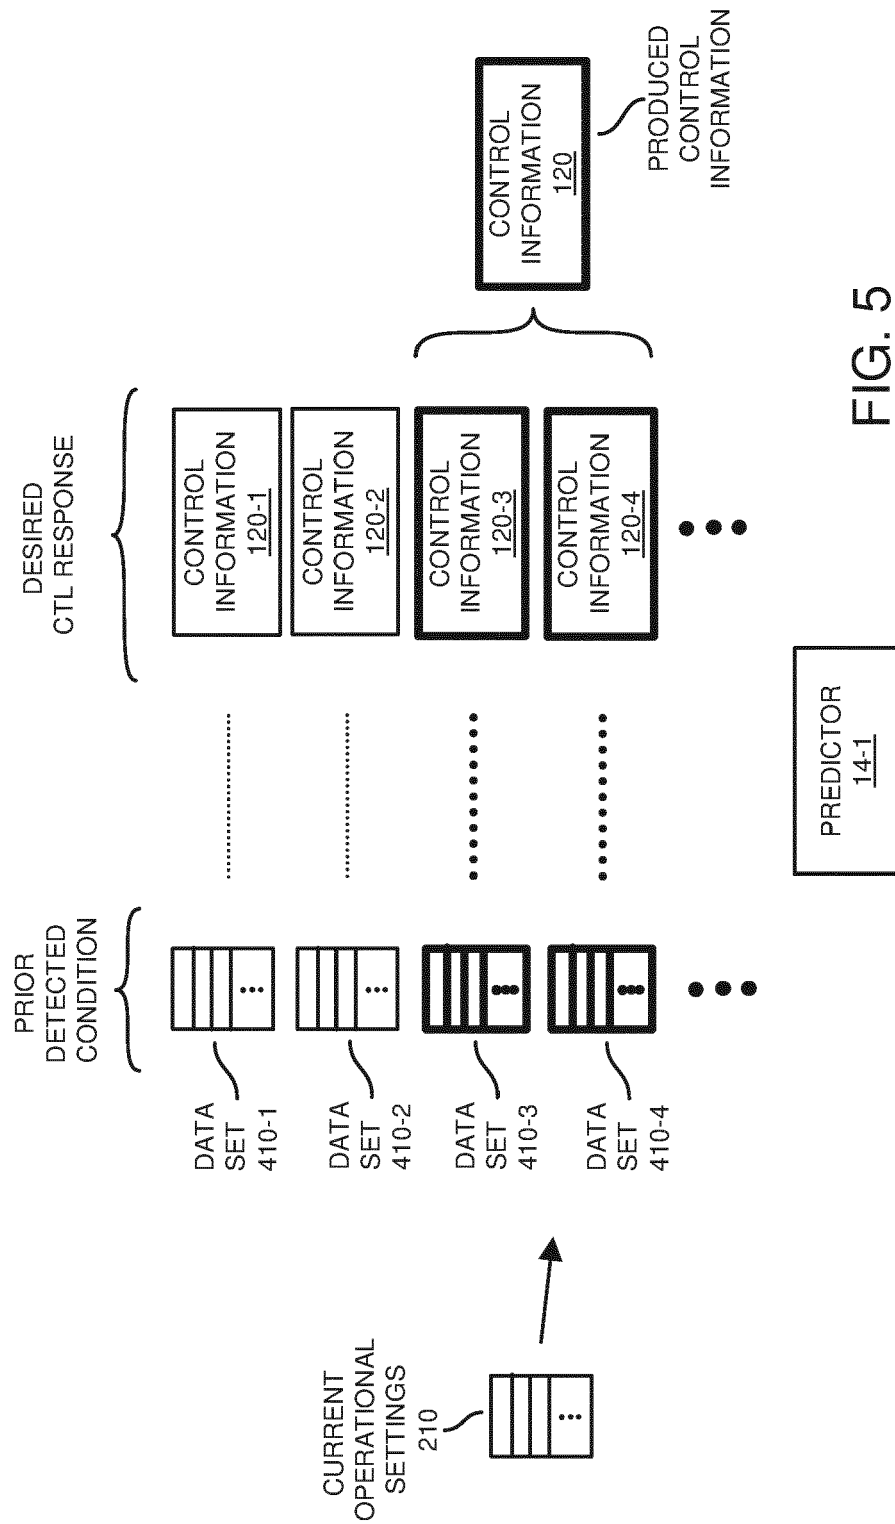 CURRENT
OPERATIONAL
SETTINGS
210
PRIOR
DETECTED
CONDITION
DATA
SET
410-1
DATA
SET
410-2
DATA
SET
410-3
DATA
SET
410-4
DESIRED
CTL RESPONSE
CONTROL
INFORMATION
120-1
CONTROL
INFORMATION
120-2
CONTROL
INFORMATION
120-3
CONTROL
INFORMATION
120-4
CONTROL
INFORMATION
120
PRODUCED
CONTROL
INFORMATION
PREDICTOR
14-1
FIG. 5